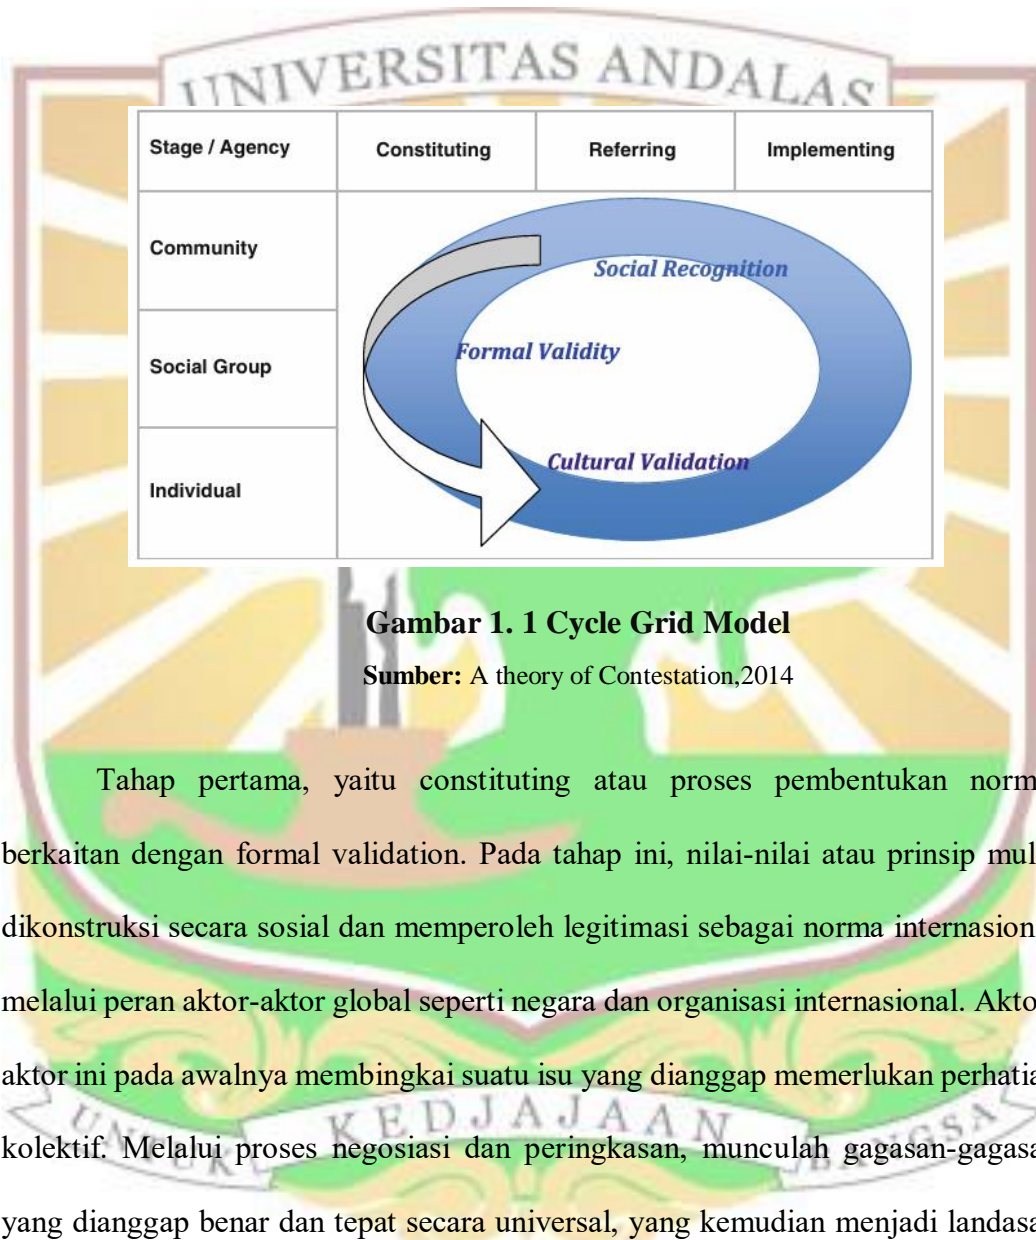 UNIVERSITAS ANDALAS
Stage / Agency Constituting Referring Implementing
Community
Social Recognition
Formal Validity
Social Group
Cultural Validation
Individual
Gambar 1. 1 Cycle Grid Model
Sumber: A theory of Contestation,2014
Tahap pertama, yaitu constituting atau proses pembentukan norm
berkaitan dengan formal validation. Pada tahap ini, nilai-nilai atau prinsip mul
dikonstruksi secara sosial dan memperoleh legitimasi sebagai norma internasion
melalui peran aktor-aktor global seperti negara dan organisasi internasional. Akto
aktor ini pada awalnya membingkai suatu isu yang dianggap memerlukan perhatia
kolektif. Melalui proses negosiasi dan peringkasan, munculah gagasan-gagasa
yang dianggap benar dan tepat secara universal, yang kemudian menjadi landasa
UNTUK KEDJAJAAN BANGSA